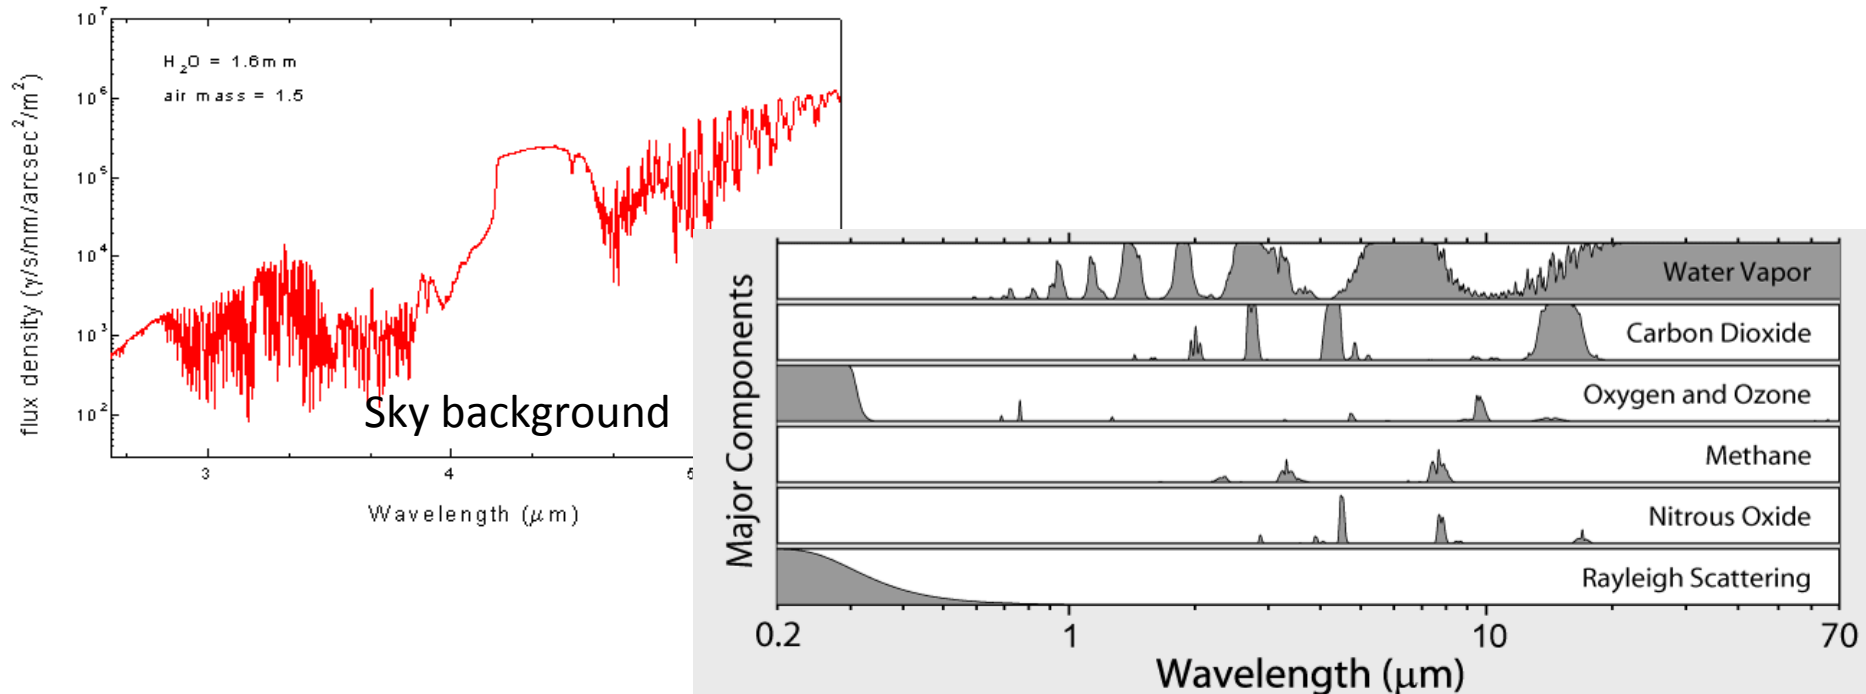 10⁷
10⁶
10⁵
10⁴
10³
10²
flux density (γ/s/nm/arcsec²/m²)
H₂O = 1.6mm
air mass = 1.5
Sky background
3 4 5
Wavelength (μm)
Major Components
Water Vapor
Carbon Dioxide
Oxygen and Ozone
Methane
Nitrous Oxide
Rayleigh Scattering
0.2 1 10 70
Wavelength (μm)